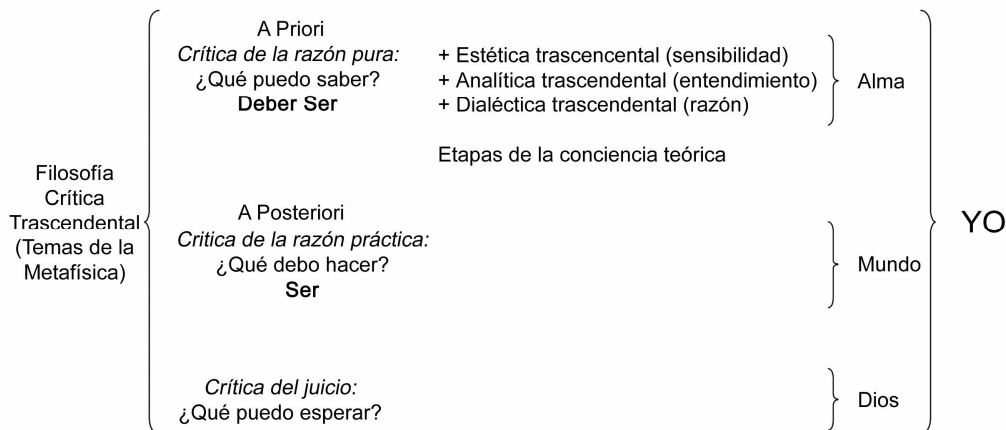 Filosofía
Crítica
Trascendental
(Temas de la
Metafísica)
A Priori
Crítica de la razón pura:
¿Qué puedo saber?
Deber Ser
+ Estética trascencental (sensibilidad)
+ Analítica trascendental (entendimiento)
+ Dialéctica trascendental (razón)
Etapas de la conciencia teórica
Alma
A Posteriori
Critica de la razón práctica:
¿Qué debo hacer?
Ser
Mundo
Crítica del juicio:
¿Qué puedo esperar?
Dios
YO